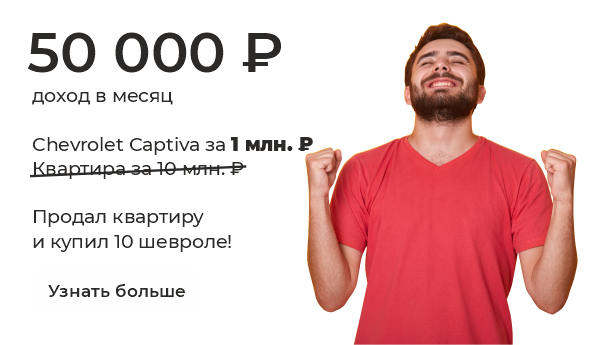 50 000 ₽
доход в месяц
Chevrolet Captiva за 1 млн. ₽
Квартира за 10 млн. ₽
Продал квартиру
и купил 10 шевроле!
Узнать больше